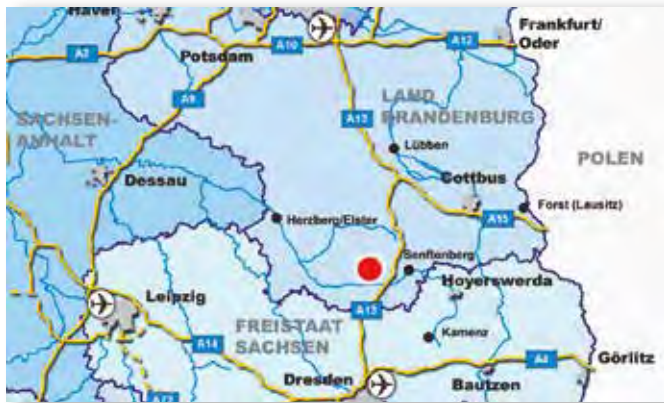 Havel
Frankfurt/
Oder
A2
A10
A12
Potsdam
A9
LAND
BRANDENBURG
A13
SACHSEN-
ANHALT
Lübben
POLEN
Dessau
Cottbus
Forst (Lausitz)
Herzberg/Elster
A15
Senftenberg
Hoyerswerda
Leipzig
A13
FREISTAAT
SACHSEN
Kamenz
A14
A4
Görlitz
Dresden
Bautzen